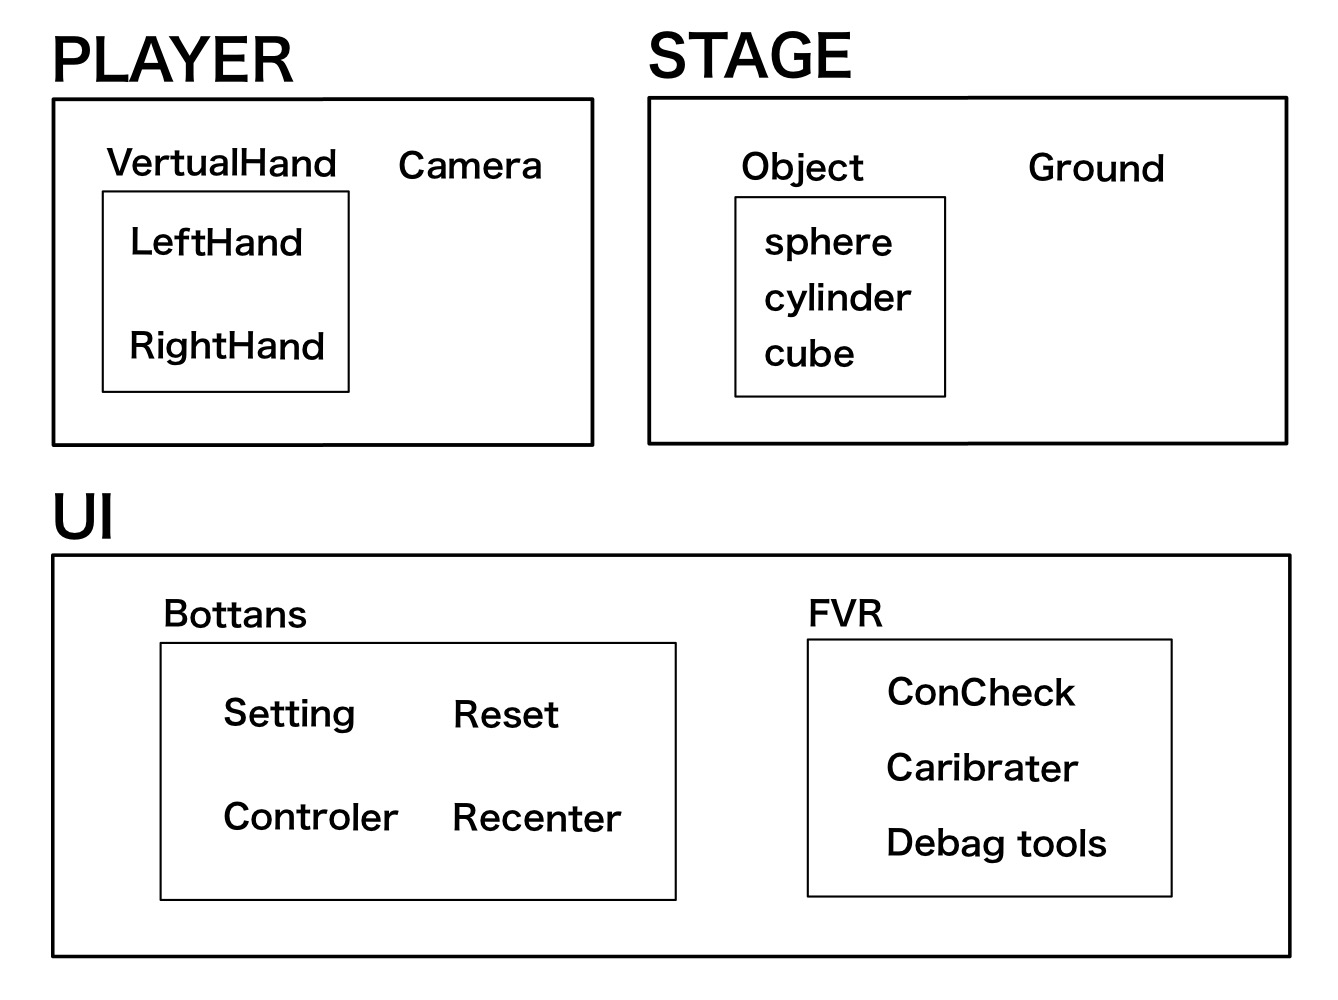 PLAYER
VertualHand
Camera
LeftHand
RightHand
STAGE
Object
Ground
sphere
cylinder
cube
UI
Bottans
Setting
Reset
Controler
Recenter
FVR
ConCheck
Caribrater
Debag tools